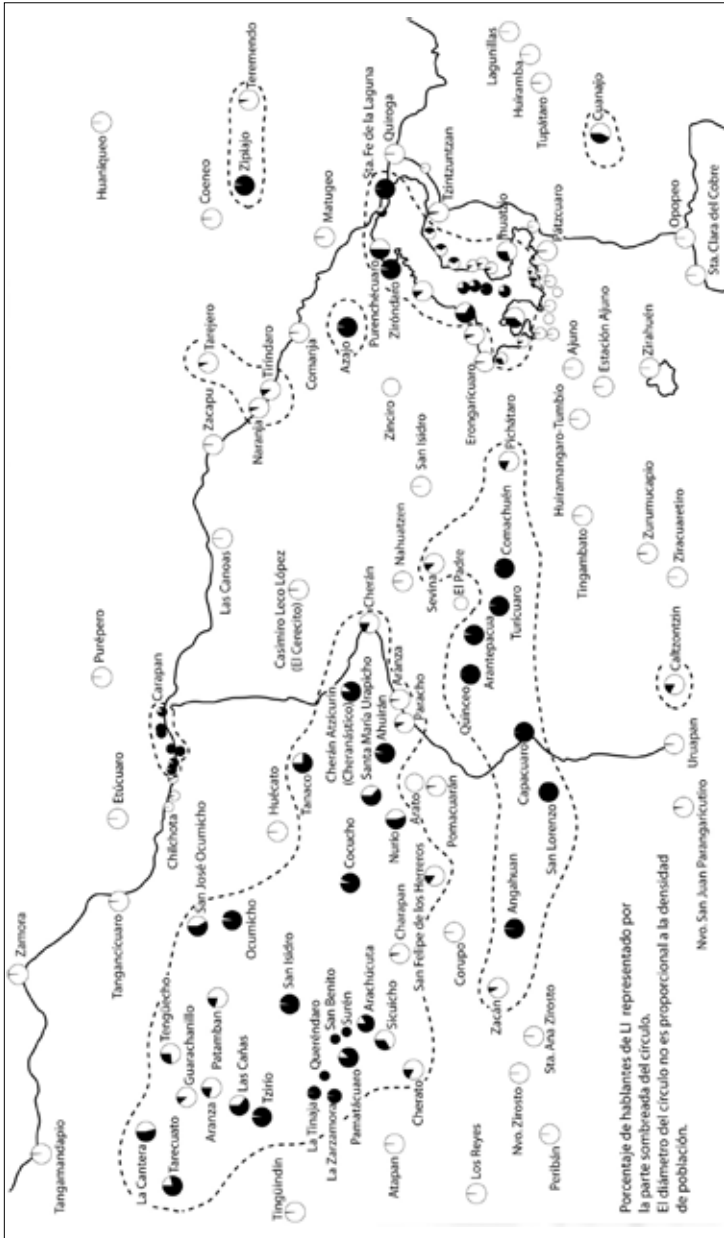 Huaniqueo
Teremendo
Zipiajo
Coeneo
Lagunillas
Huiramba
Tupátaro
Cuanajo
Sta. Fe de la Laguna
Quiroga
Tzintzuntzan
Matugeo
Ihuatzio
Pátzcuaro
Opopeo
Sta. Clara del Cobre
Purenchécuaro
Ziróndaro
Azajo
Tarejero
Tiríndaro
Comanja
Zacapu
Naranja
Zinciro
Erongarícuaro
Ajuno
Estación Ajuno
Zirahuén
San Isidro
Pichátaro
Huiramangaro-Tumbio
Las Canoas
Nahuatzen
Sevina
El Padre
Comachuén
Tingambato
Zurumucapio
Ziracuaretiro
Casimiro Leco López
(El Cerecito)
Cherán
Turícuaro
Arantepacua
Quinceo
Caltzontzin
Purépero
Carapan
Aranza
Paracho
Cherán Atzicurin
(Cheranástico)
Santa María Urapicho
Ahuirán
Capacuaro
Uruapan
Etúcuaro
Chilchota
Huécato
Tanaco
Nurío
Arato
Pomacuarán
San Lorenzo
Nvo. San Juan Parangaricutiro
Zamora
Tangancícuaro
San José Ocumicho
Ocumicho
Cocucho
Charapan
San Felipe de los Herreros
Corupo
Angahuan
Zacán
Tengüecho
Guarachanillo
Patamban
San Isidro
Queréndaro
San Benito
Surén
Arachúcuta
Sicuicho
Sta. Ana Zirosto
Tangamandapio
La Cantera
Tarecuato
Aranza
Las Cañas
Tzirio
La Tinaja
La Zarzamora
Pamatácuaro
Cherato
Nvo. Zirosto
Tingüindín
Atapan
Los Reyes
Peribán
Porcentaje de hablantes de LI representado por
la parte sombreada del círculo.
El diámetro del círculo no es proporcional a la densidad
de población.